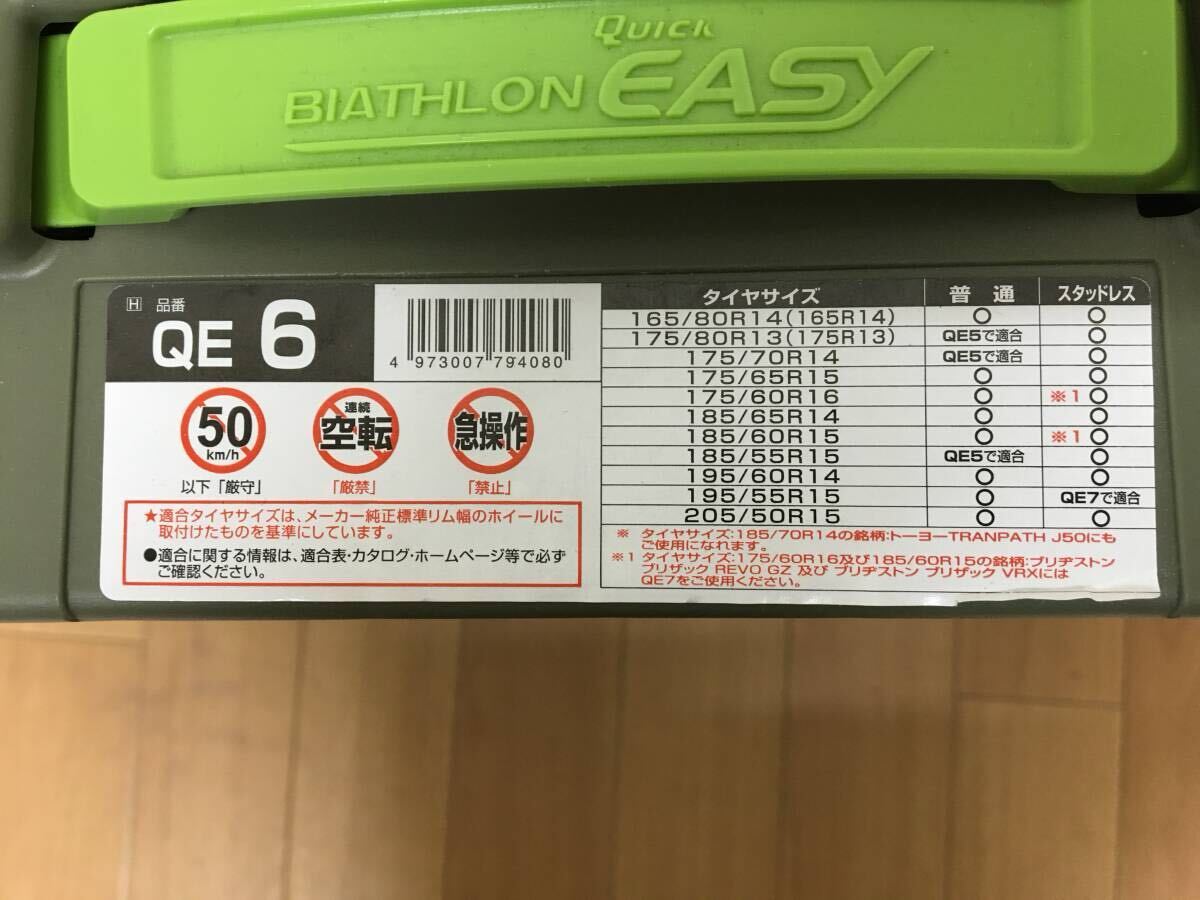 QUICK
BIATHLON EASY
H 品番
QE 6
4 973007 794080
50 km/h
以下「厳守」
連続
空転
「厳禁」
急操作
「禁止」
★適合タイヤサイズは、メーカー純正標準リム幅のホイールに
取付けたものを基準にしています。
●適合に関する情報は、適合表・カタログ・ホームページ等で必ず
ご確認ください。
タイヤサイズ 普通 スタッドレス
165/80R14(165R14) ○ ○
175/80R13(175R13) QE5で適合 ○
175/70R14 QE5で適合 ○
175/65R15 ○ ○
175/60R16 ○ ※1○
185/65R14 ○ ○
185/60R15 ○ ※1○
185/55R15 QE5で適合 ○
195/60R14 ○ ○
195/55R15 ○ QE7で適合
205/50R15 ○ ○
※ タイヤサイズ:185/70R14の銘柄:トーヨーTRANPATH J50にも
ご使用になれます。
※1 タイヤサイズ:175/60R16及び185/60R15の銘柄:ブリヂストン
ブリザック REVO GZ 及び ブリヂストン ブリザック VRXには
QE7をご使用ください。